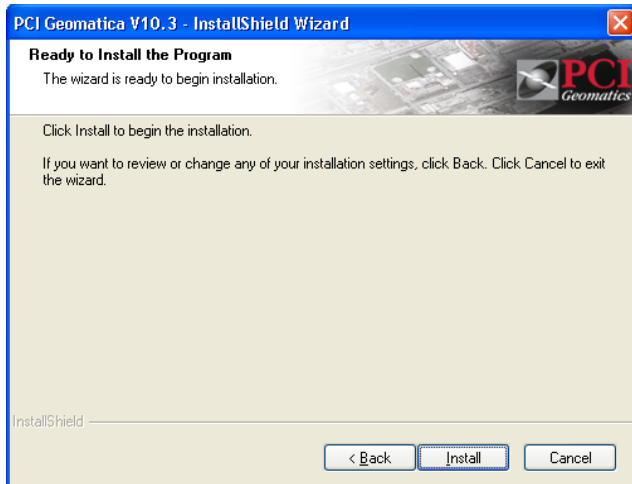 PCI Geomatica V10.3 - InstallShield Wizard
Ready to Install the Program
The wizard is ready to begin installation.
PCI
Geomatics
Click Install to begin the installation.
If you want to review or change any of your installation settings, click Back. Click Cancel to exit
the wizard.
InstallShield
< Back Install Cancel